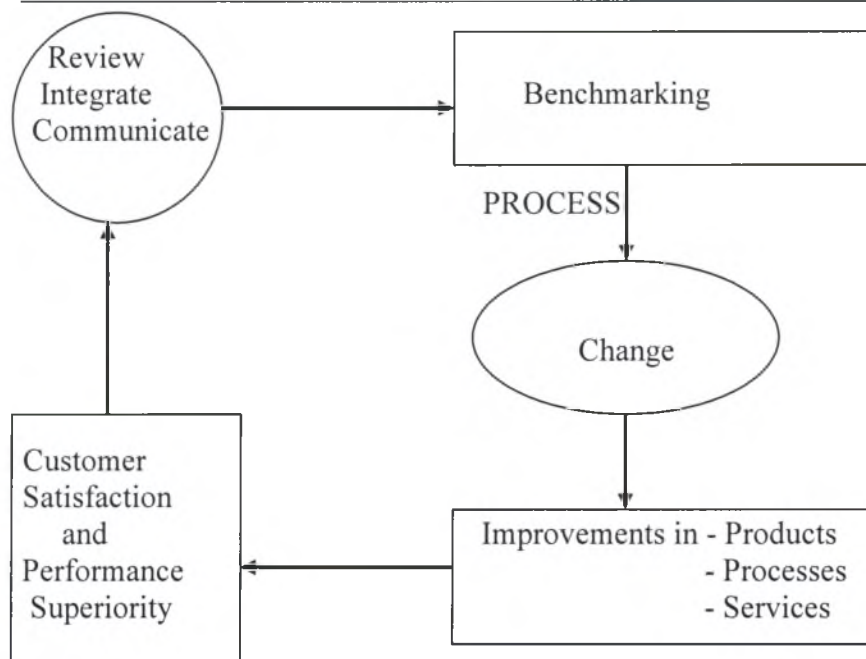 Review
Integrate
Communicate
Benchmarking
PROCESS
Change
Improvements in - Products
- Processes
- Services
Customer
Satisfaction
and
Performance
Superiority